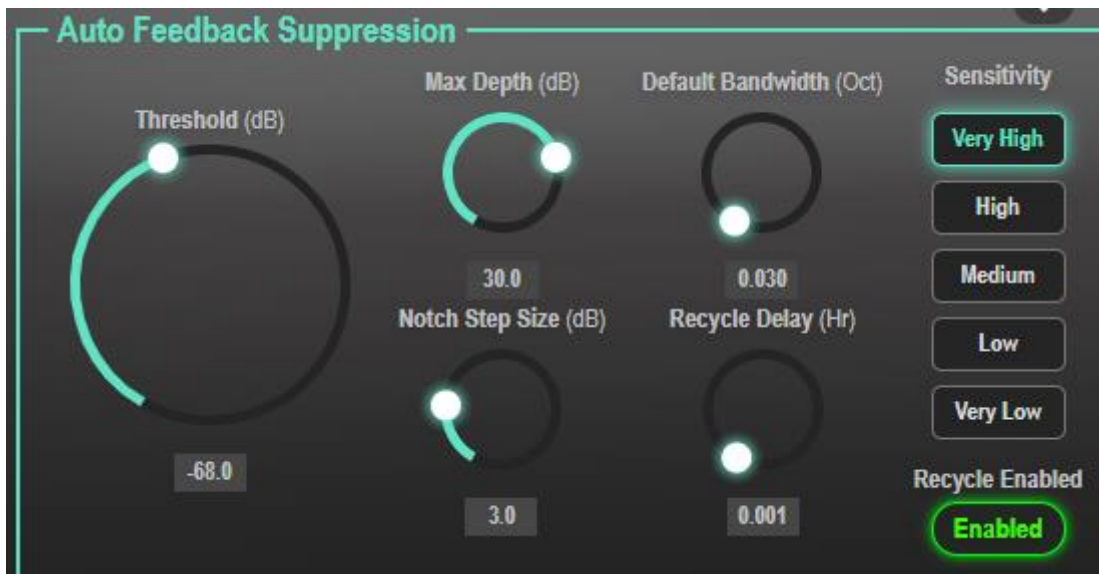 Auto Feedback Suppression
Threshold (dB)
-68.0
Max Depth (dB)
30.0
Default Bandwidth (Oct)
0.030
Notch Step Size (dB)
3.0
Recycle Delay (Hr)
0.001
Sensitivity
Very High
High
Medium
Low
Very Low
Recycle Enabled
Enabled